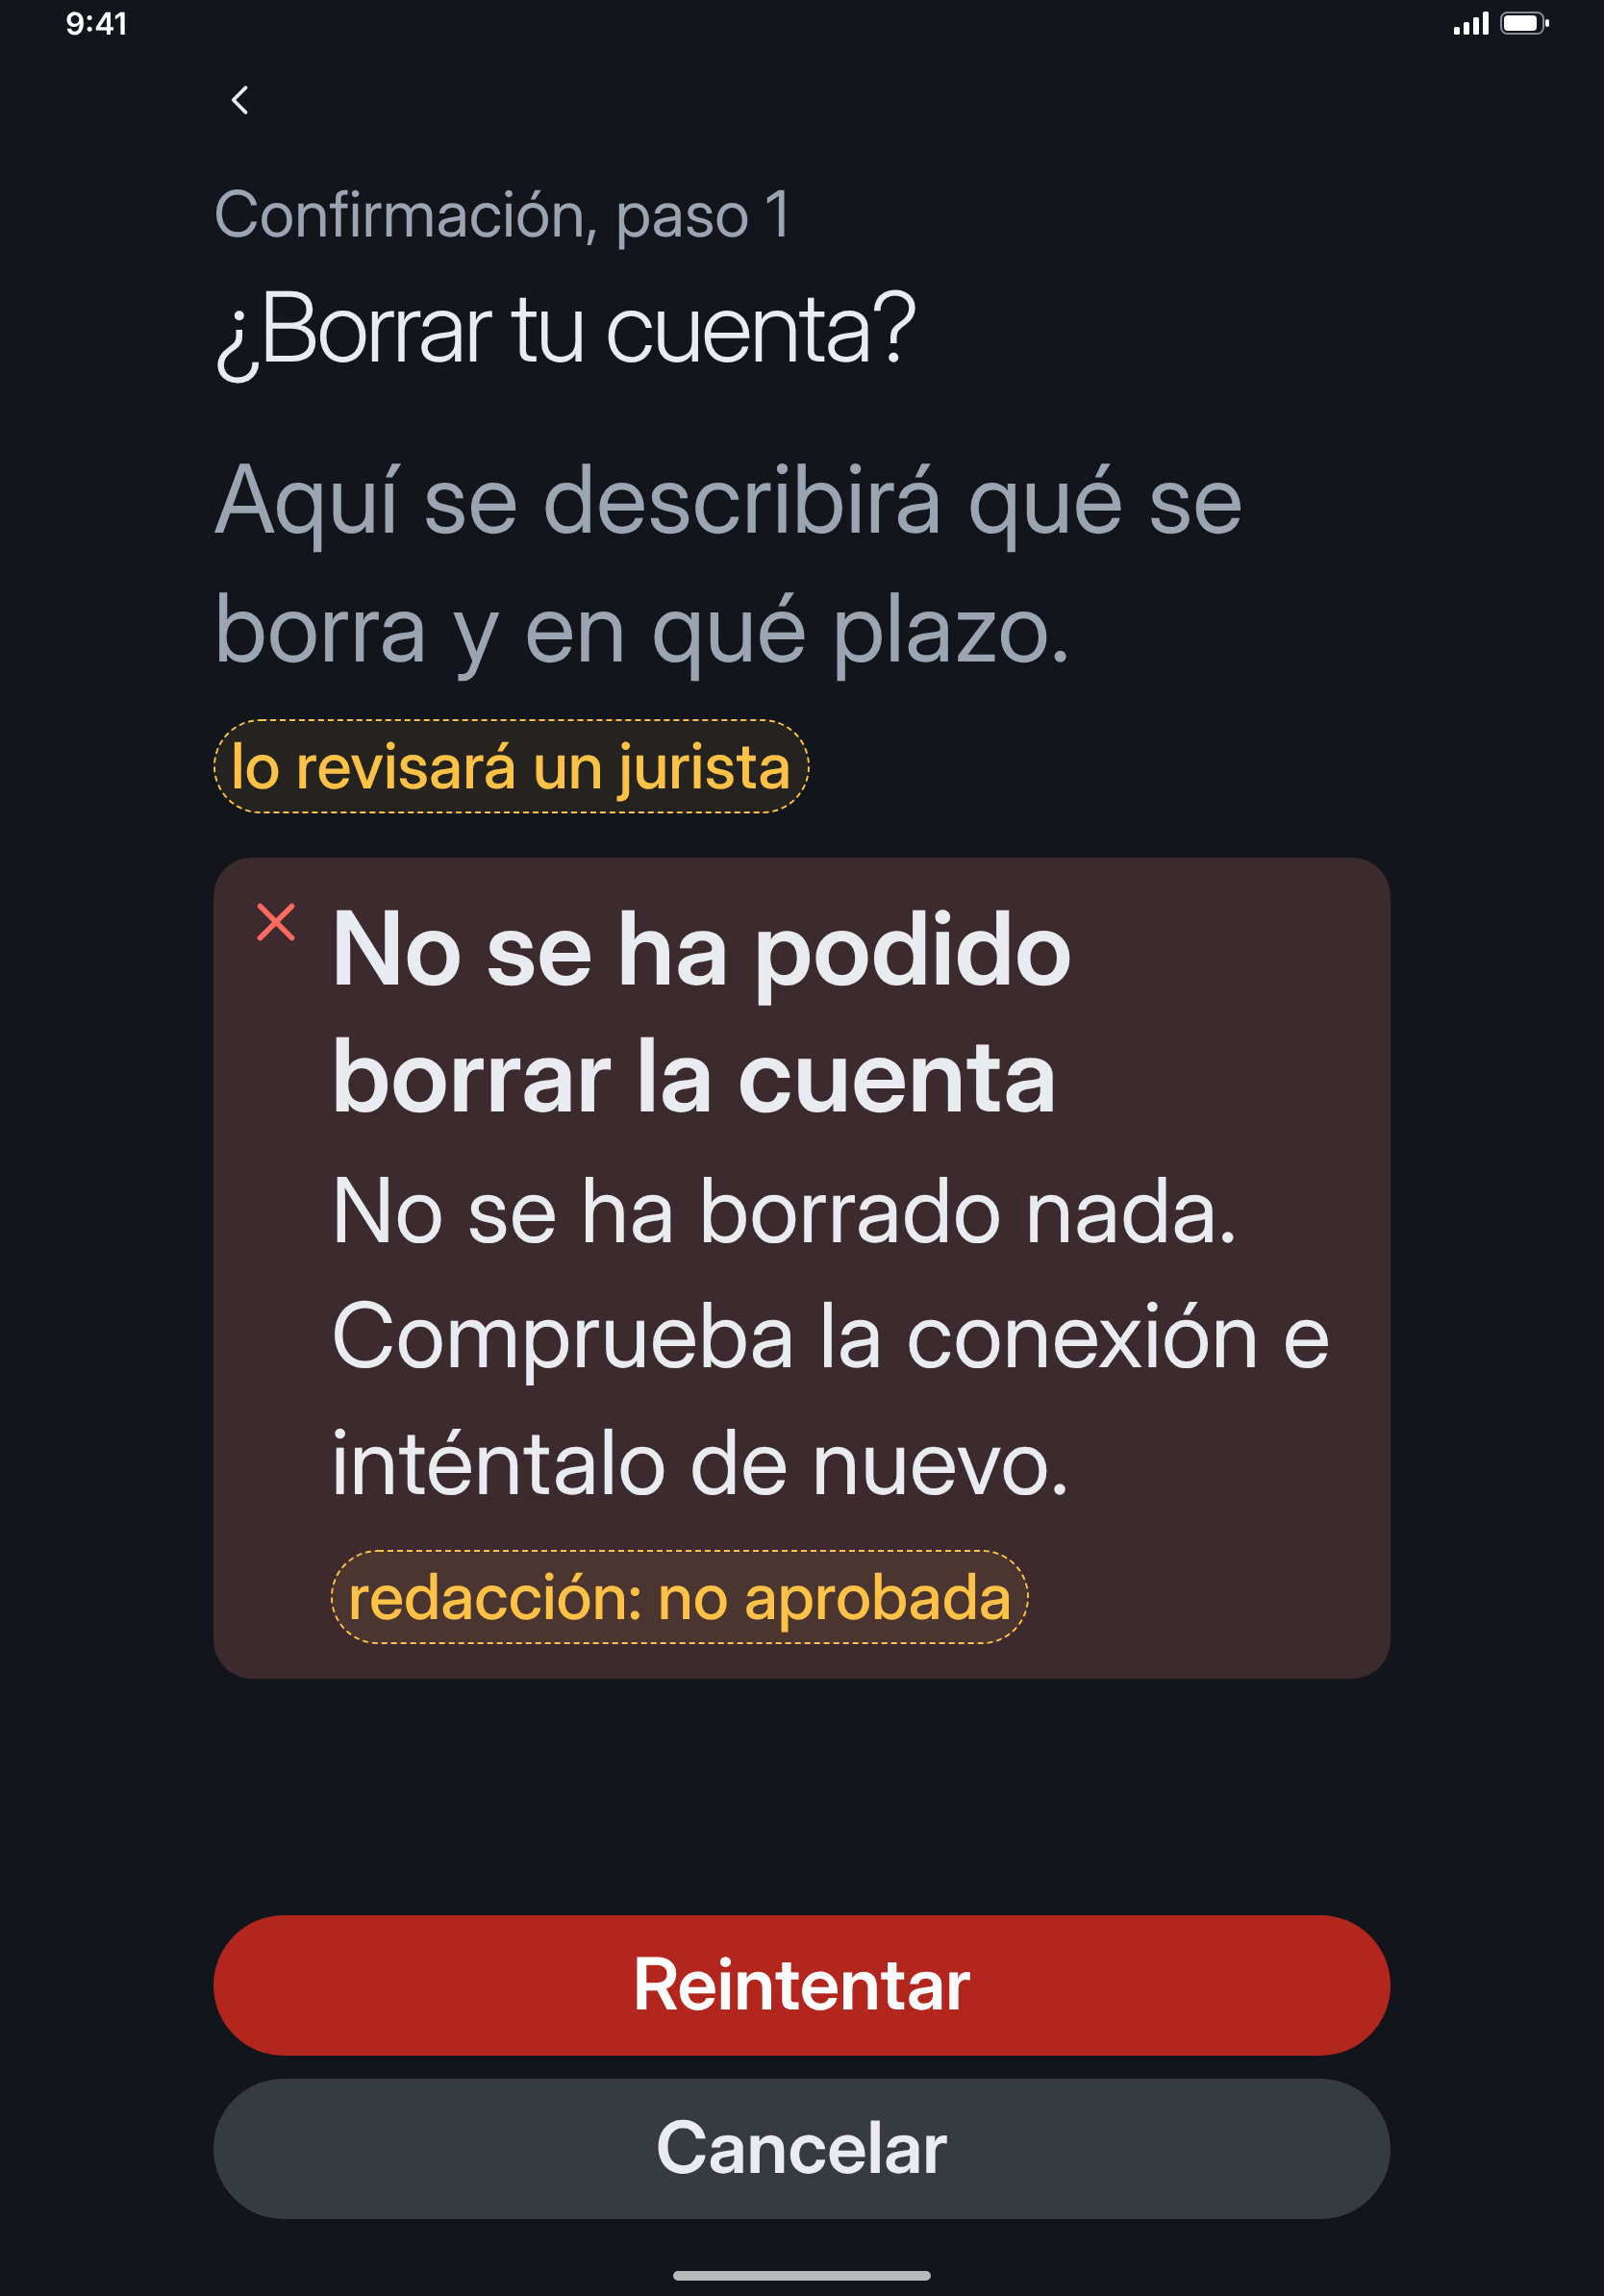 9:41
Confirmación, paso 1
¿Borrar tu cuenta?
Aquí se describirá qué se
borra y en qué plazo.
lo revisará un jurista
No se ha podido
borrar la cuenta
No se ha borrado nada.
Comprueba la conexión e
inténtalo de nuevo.
redacción: no aprobada
Reintentar
Cancelar